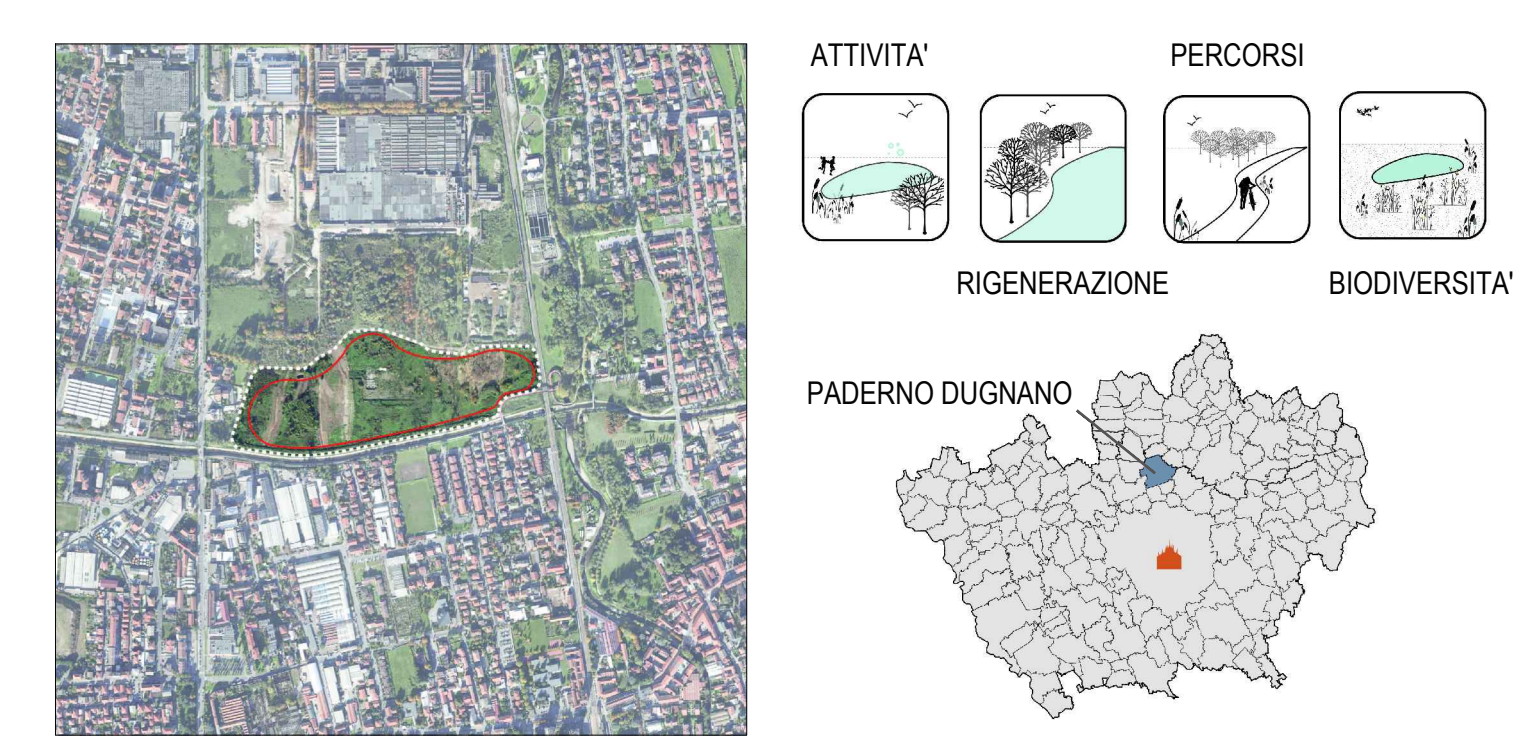 ATTIVITA'
PERCORSI
RIGENERAZIONE
BIODIVERSITA'
PADERNO DUGNANO